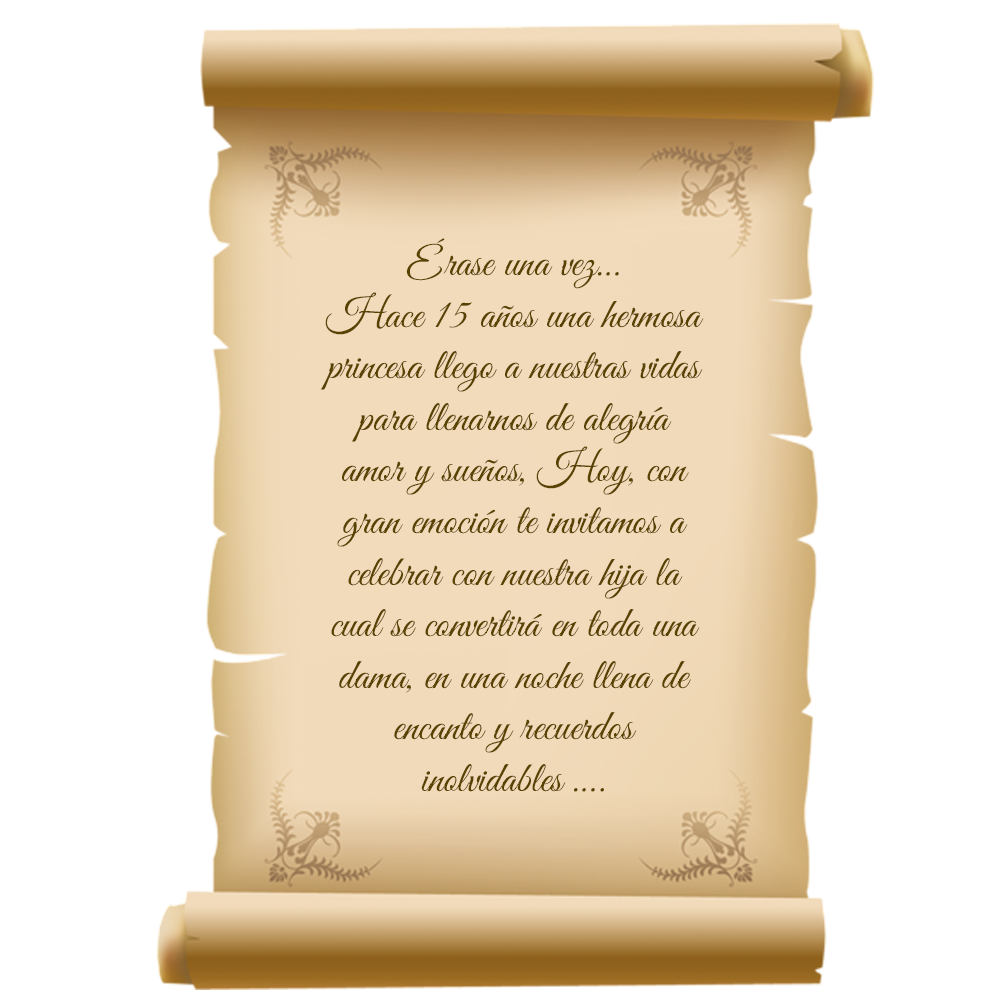 Érase una vez...
Hace 15 años una hermosa
princesa llego a nuestras vidas
para llenarnos de alegría
amor y sueños, Hoy, con
gran emoción te invitamos a
celebrar con nuestra hija la
cual se convertirá en toda una
dama, en una noche llena de
encanto y recuerdos
inolvidables ....